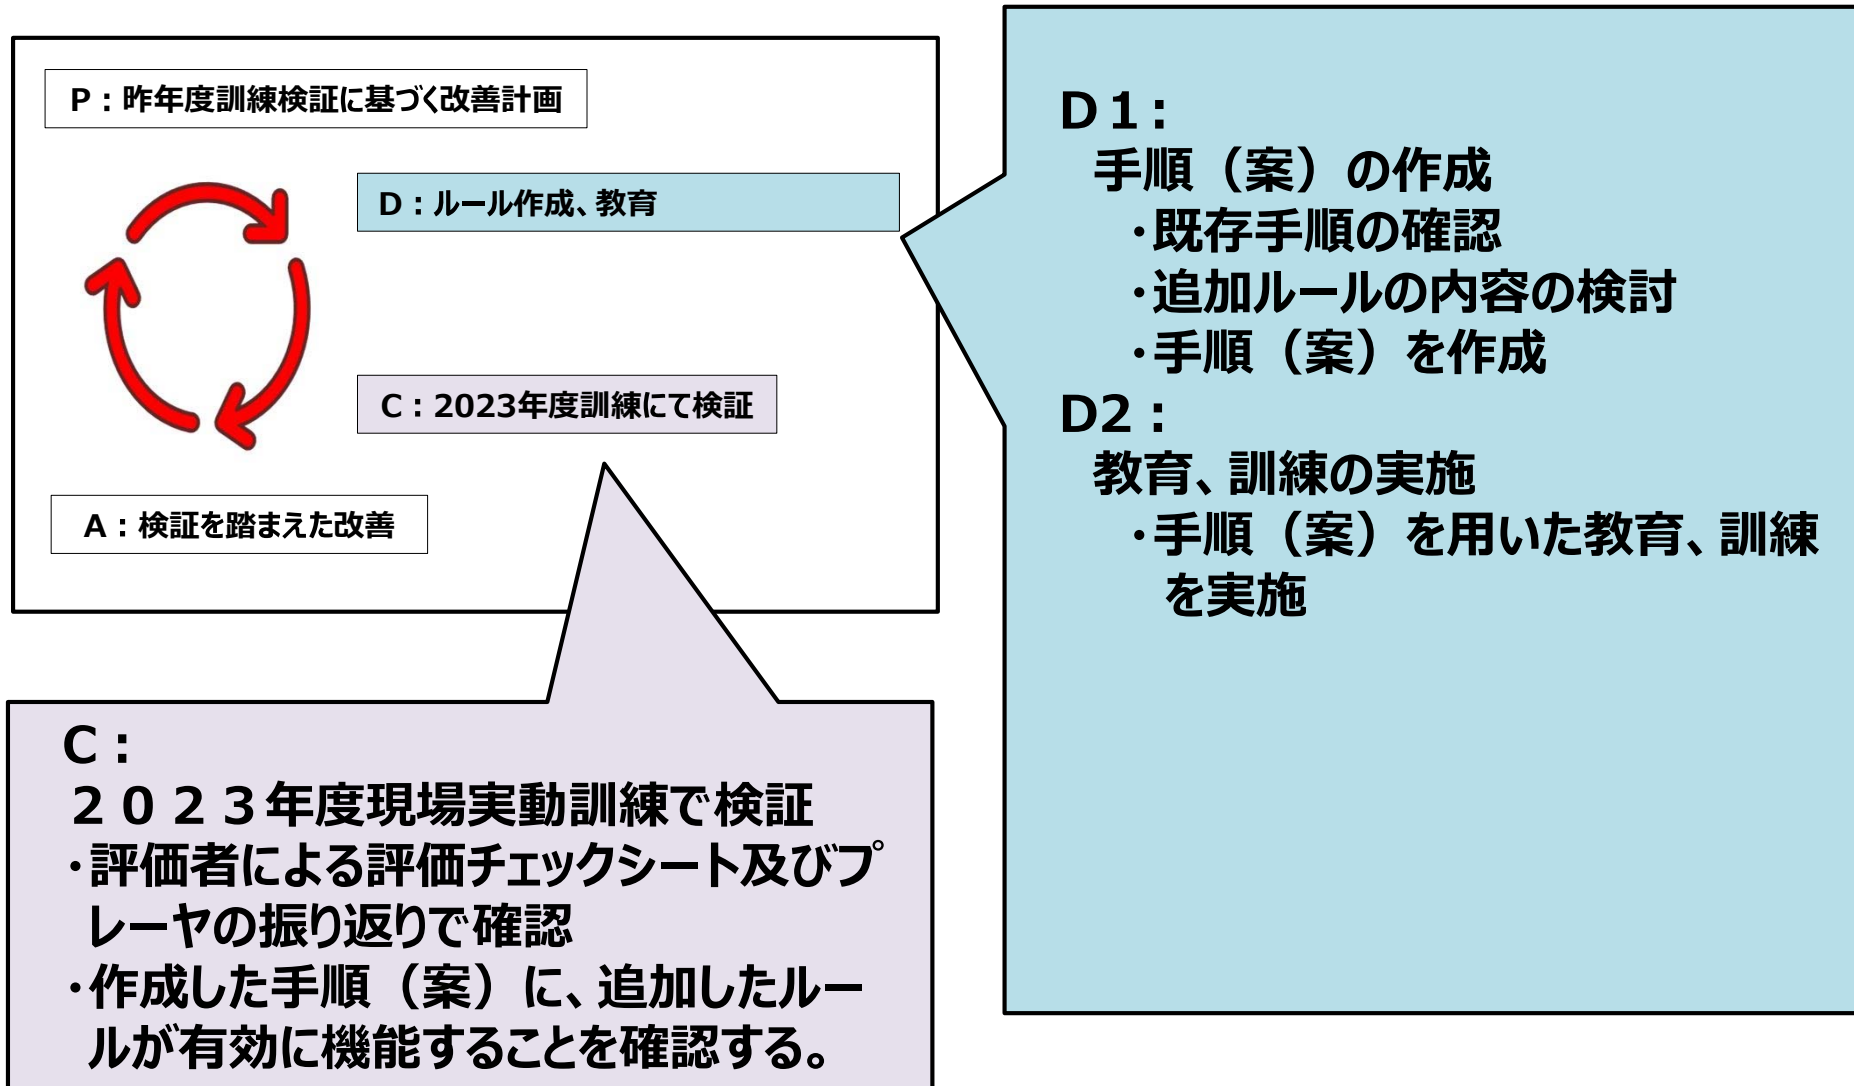 P：昨年度訓練検証に基づく改善計画
D：ルール作成、教育
C：2023年度訓練にて検証
A：検証を踏まえた改善
D１：
手順（案）の作成
・既存手順の確認
・追加ルールの内容の検討
・手順（案）を作成
D2：
教育、訓練の実施
・手順（案）を用いた教育、訓練
を実施
C：
２０２３年度現場実動訓練で検証
・評価者による評価チェックシート及びプ
レーヤの振り返りで確認
・作成した手順（案）に、追加したルー
ルが有効に機能することを確認する。